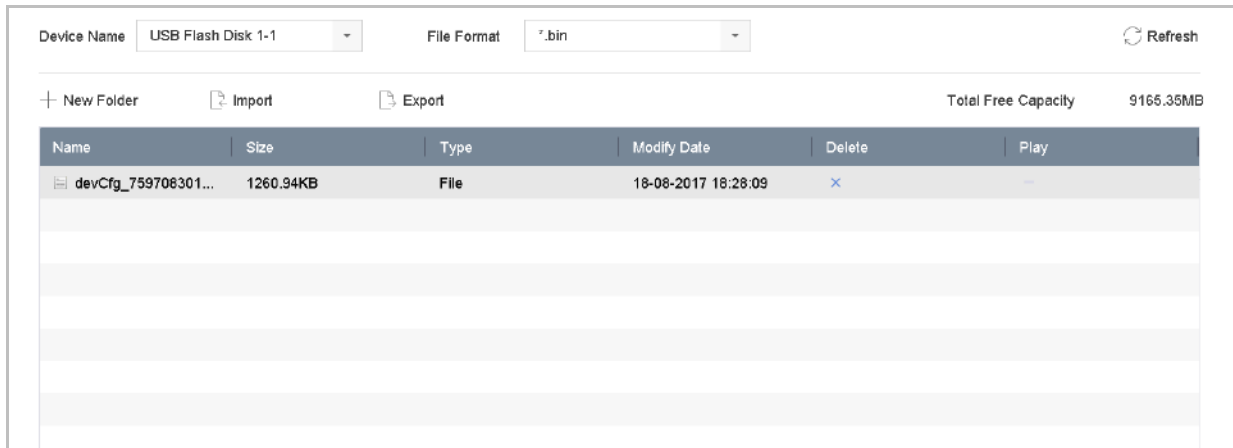 Device Name USB Flash Disk 1-1 File Format *.bin Refresh
New Folder Import Export Total Free Capacity 9165.35MB
Name Size Type Modify Date Delete Play
devCfg_759708301... 1260.94KB File 18-08-2017 18:28:09